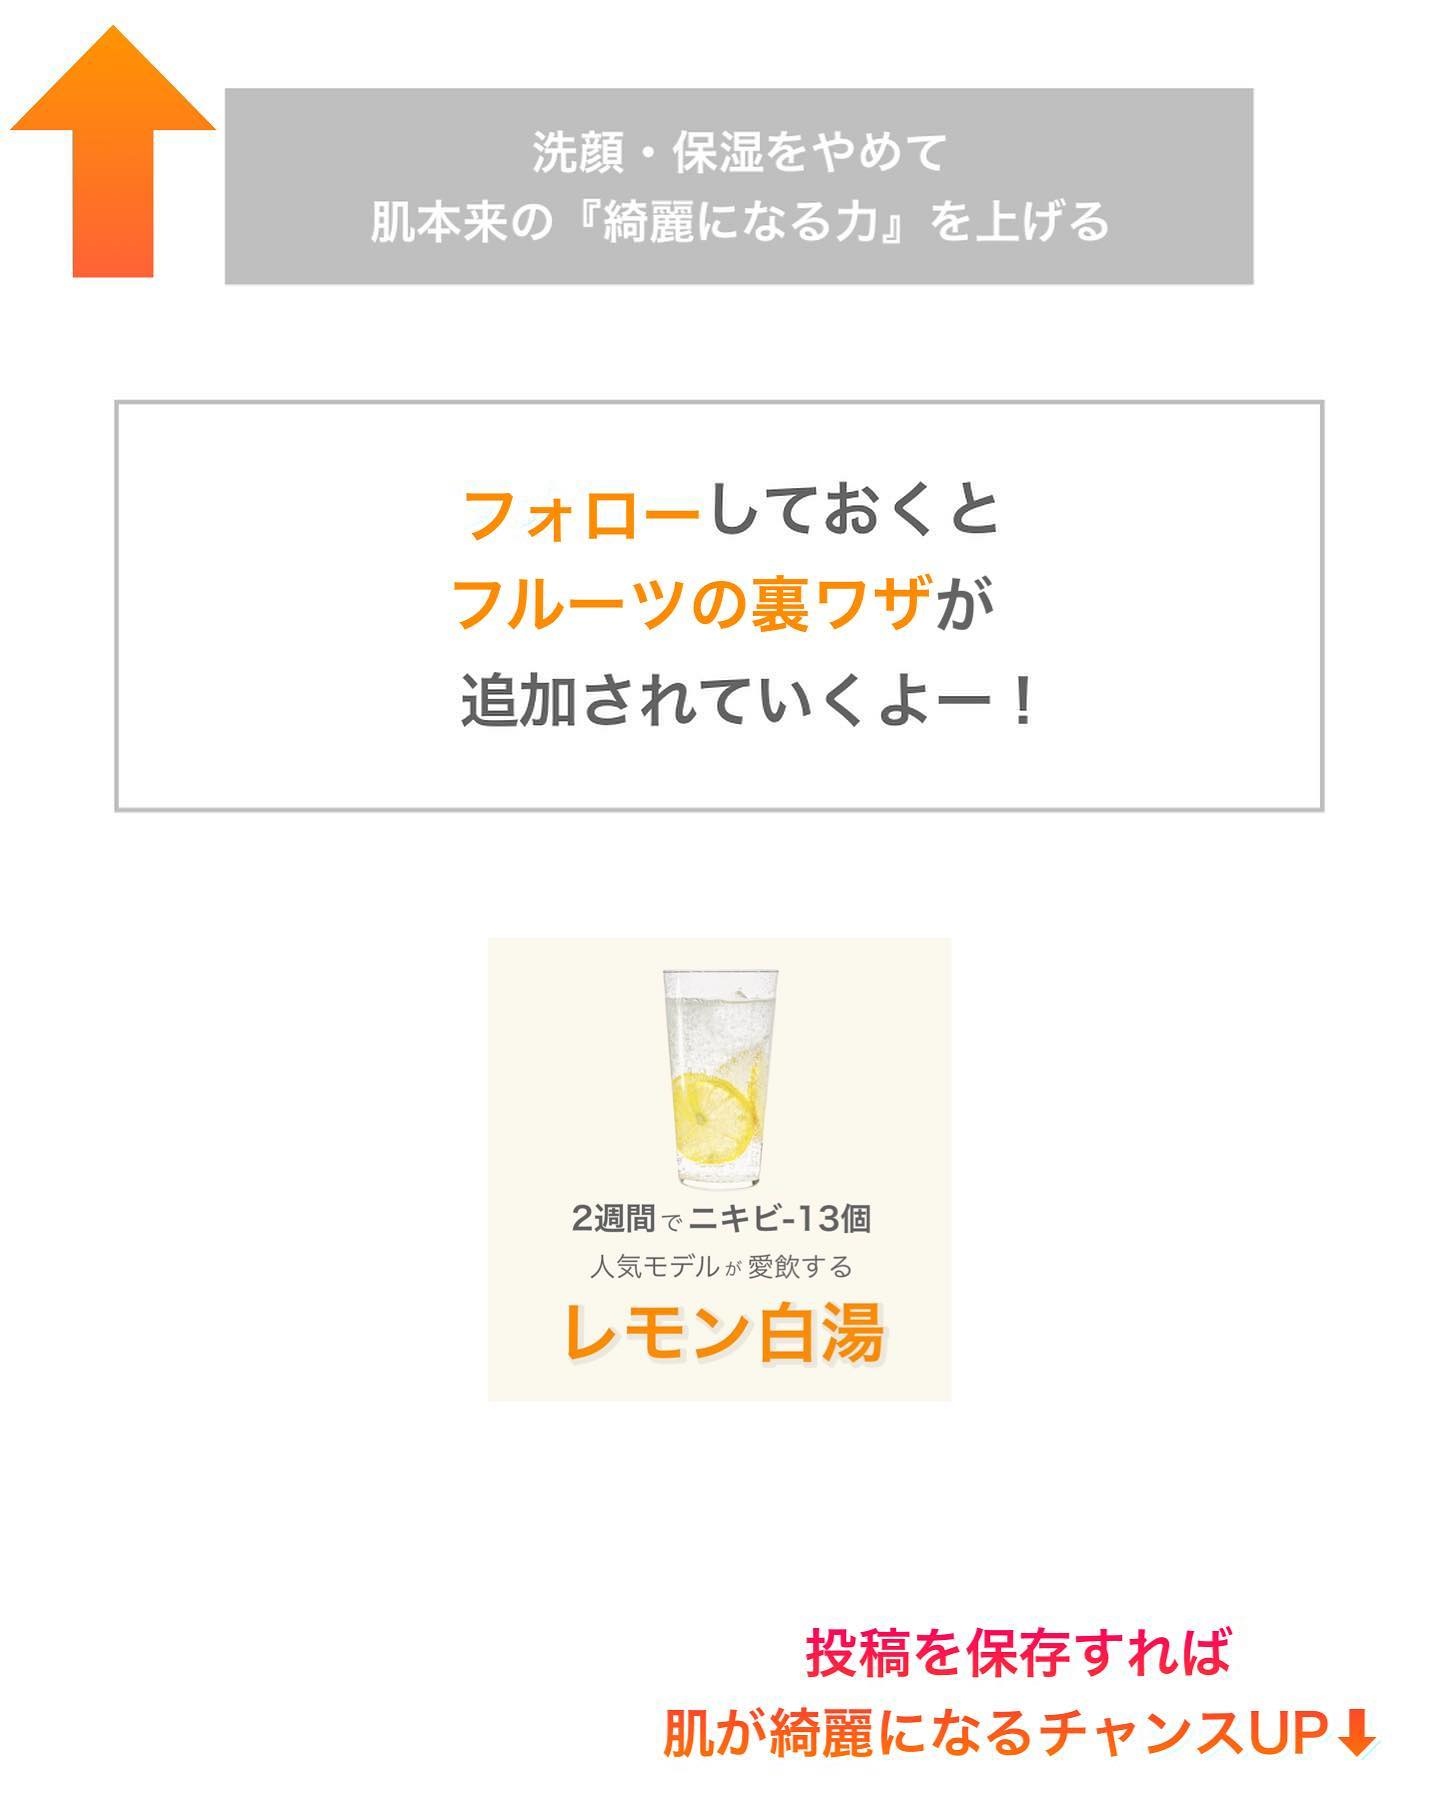 洗顔・保湿をやめて
肌本来の『綺麗になる力』を上げる
フォローしておくと
フルーツの裏ワザが
追加されていくよー！
2週間でニキビ-13個
人気モデルが愛飲する
レモン白湯
投稿を保存すれば
肌が綺麗になるチャンスUP